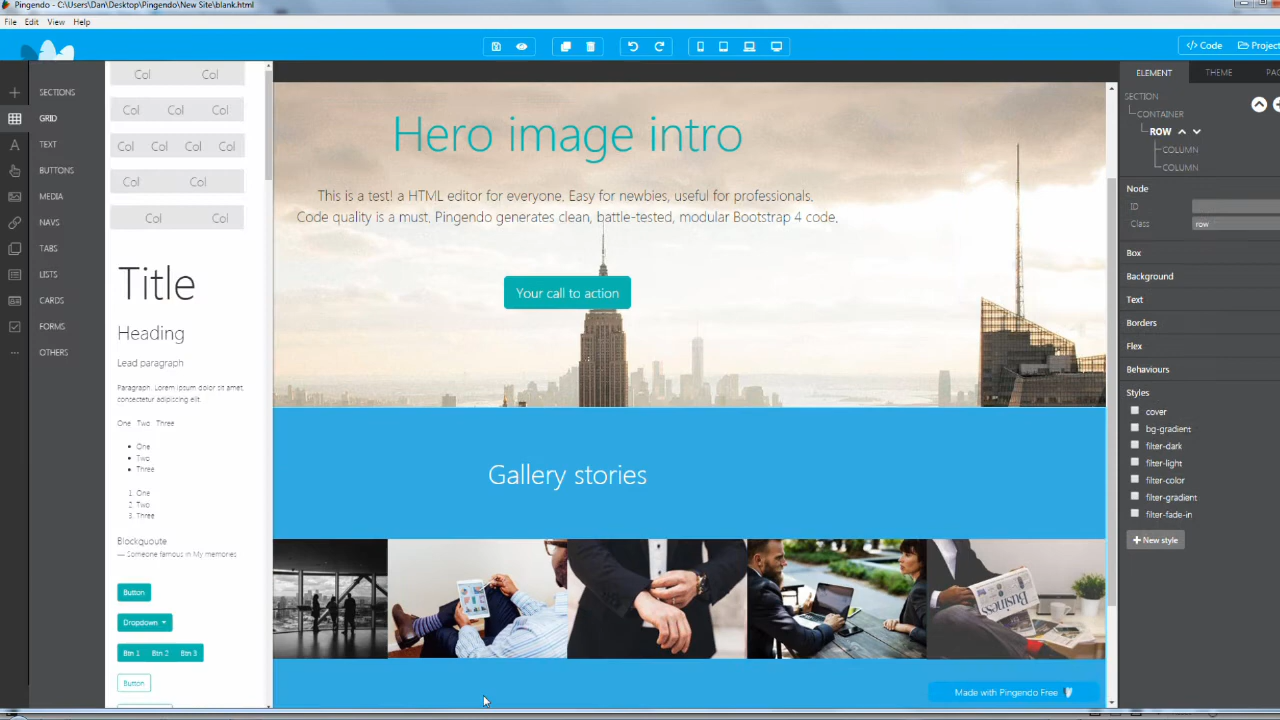 Pingendo - C:\Users\Dan\Desktop\Pingendo\New Site\blank.html
File Edit View Help
Code
Project
SECTIONS
GRID
TEXT
BUTTONS
MEDIA
NAVS
TABS
LISTS
CARDS
FORMS
OTHERS
Col Col
Col Col Col
Col Col Col Col
Col Col
Col Col
Title
Heading
Lead paragraph
Paragraph. Lorem ipsum dolor sit amet,
consectetur adipiscing elit.
One Two Three
One
Two
Three
1. One
2. Two
3. Three
Blockquoute
— Someone famous in My memories
Button
Dropdown
Btn 1 Btn 2 Btn 3
Button
Hero image intro
This is a test! a HTML editor for everyone. Easy for newbies, useful for professionals.
Code quality is a must. Pingendo generates clean, battle-tested, modular Bootstrap 4 code.
Your call to action
Gallery stories
Business
Made with Pingendo Free
ELEMENT THEME PAG
SECTION
CONTAINER
ROW
COLUMN
COLUMN
Node
ID
Class row
Box
Background
Text
Borders
Flex
Behaviours
Styles
cover
bg-gradient
filter-dark
filter-light
filter-color
filter-gradient
filter-fade-in
New style